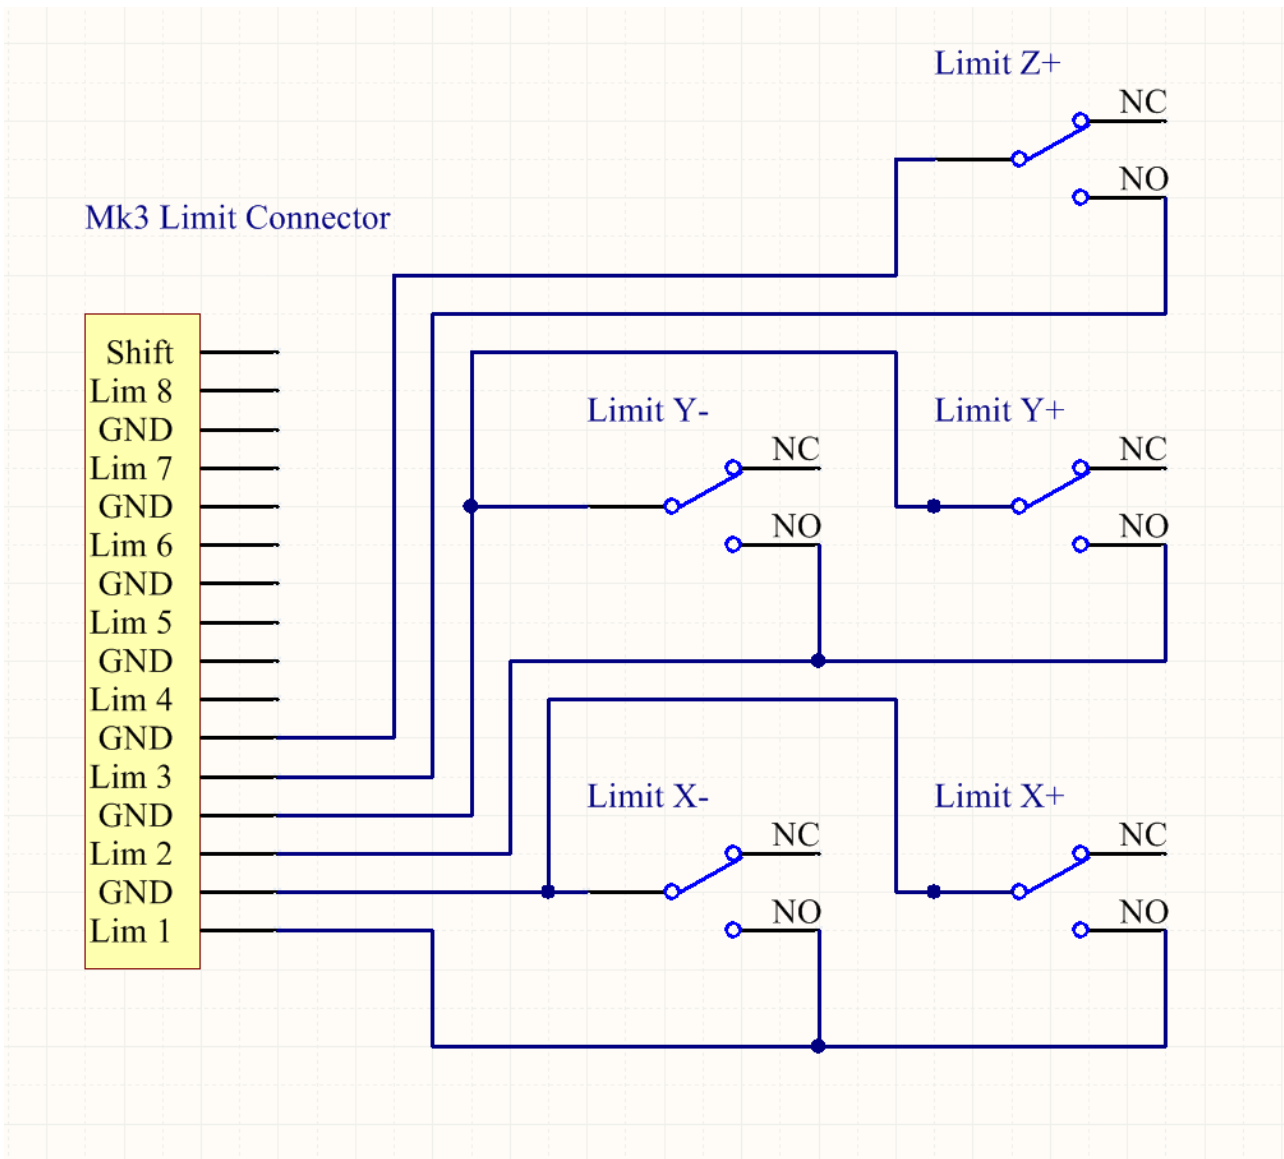 Limit Z+
NC
NO
Mk3 Limit Connector
Shift
Lim 8
GND
Lim 7
GND
Lim 6
GND
Lim 5
GND
Lim 4
GND
Lim 3
GND
Lim 2
GND
Lim 1
Limit Y-
NC
NO
Limit Y+
NC
NO
Limit X-
NC
NO
Limit X+
NC
NO